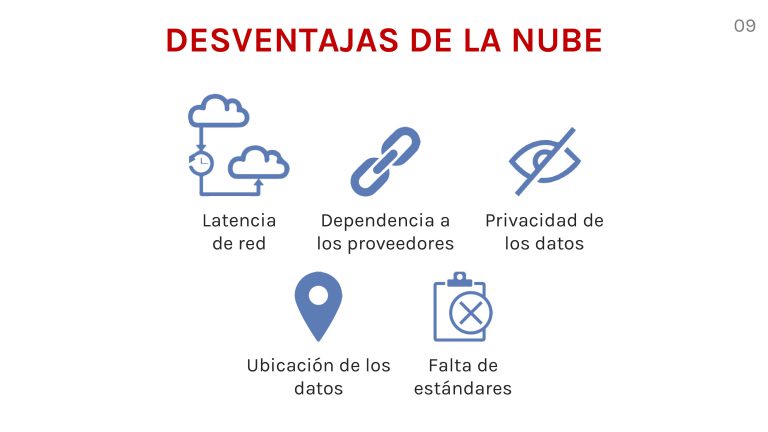 09
DESVENTAJAS DE LA NUBE
Latencia
de red
Dependencia a
los proveedores
Privacidad de
los datos
Ubicación de los
datos
Falta de
estándares